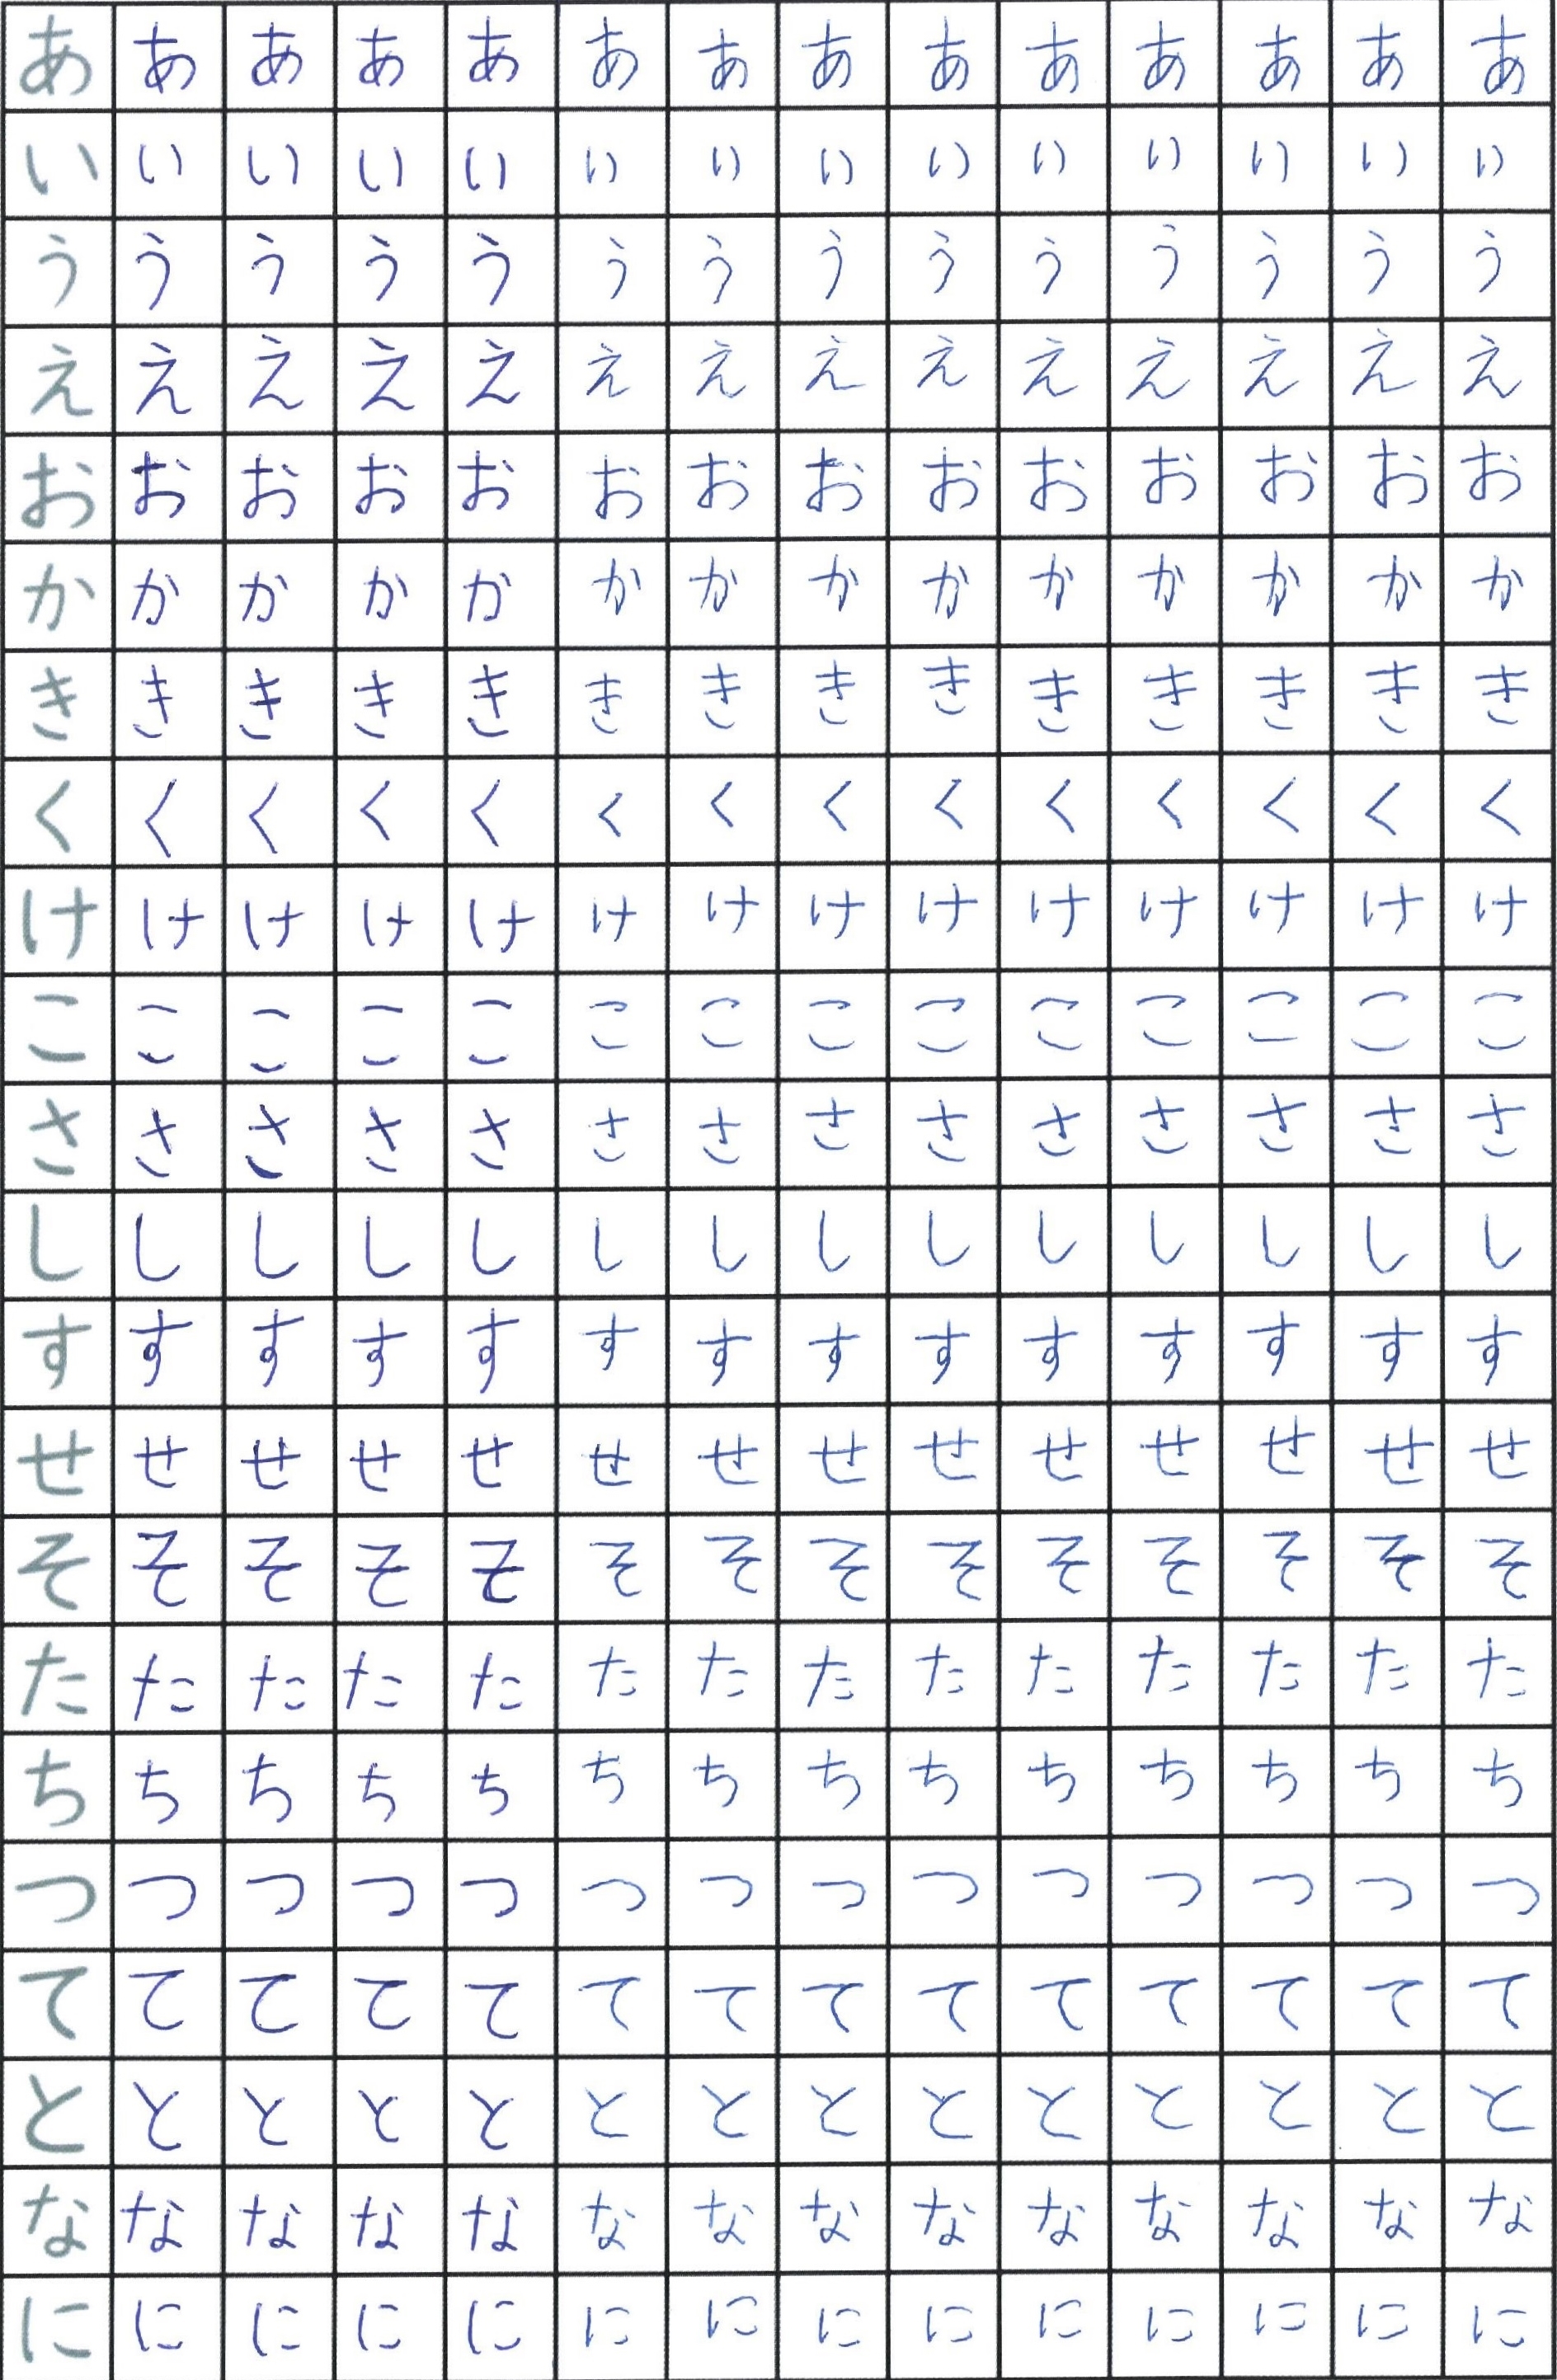 あ あ あ あ あ あ あ あ あ あ あ あ あ あ
い い い い い い い い い い い い い い
う う う う う う う う う う う う う う
え え え え え え え え え え え え え え
お お お お お お お お お お お お お お
か か か か か か か か か か か か か か
き き き き き き き き き き き き き き
く く く く く く く く く く く く く く
け け け け け け け け け け け け け け
こ こ こ こ こ こ こ こ こ こ こ こ こ こ
さ さ さ さ さ さ さ さ さ さ さ さ さ さ
し し し し し し し し し し し し し し
す す す す す す す す す す す す す す
せ せ せ せ せ せ せ せ せ せ せ せ せ せ
そ そ そ そ そ そ そ そ そ そ そ そ そ そ
た た た た た た た た た た た た た た
ち ち ち ち ち ち ち ち ち ち ち ち ち ち
つ つ つ つ つ つ つ つ つ つ つ つ つ つ
て て て て て て て て て て て て て て
と と と と と と と と と と と と と と
な な な な な な な な な な な な な な
に に に に に に に に に に に に に に